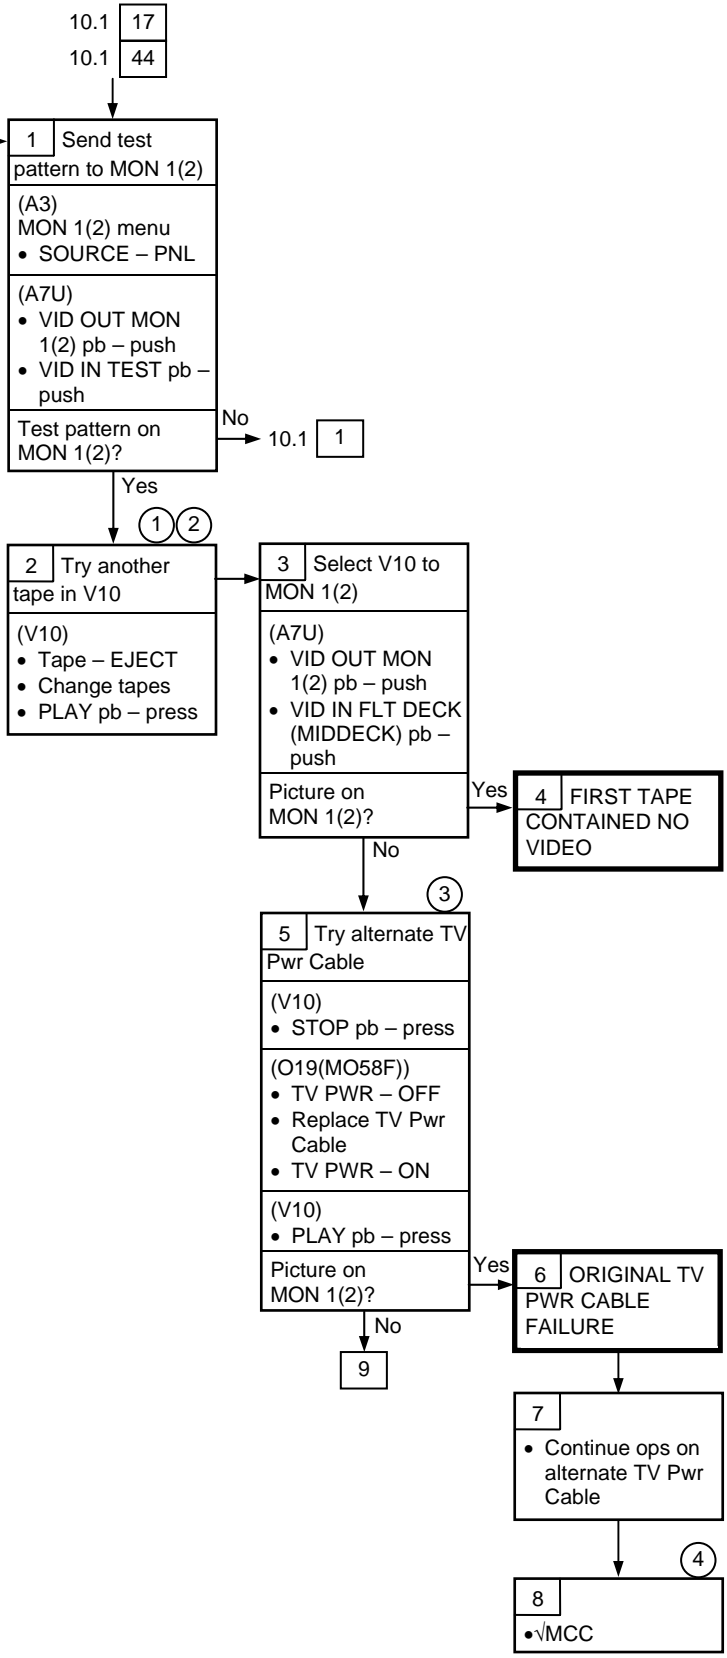 10.1 17
10.1 44
1 Send test
pattern to MON 1(2)
(A3)
MON 1(2) menu
• SOURCE – PNL
(A7U)
• VID OUT MON
1(2) pb – push
• VID IN TEST pb –
push
Test pattern on
MON 1(2)?
No
10.1 1
Yes
1 2
2 Try another
tape in V10
(V10)
• Tape – EJECT
• Change tapes
• PLAY pb – press
3 Select V10 to
MON 1(2)
(A7U)
• VID OUT MON
1(2) pb – push
• VID IN FLT DECK
(MIDDECK) pb –
push
Picture on
MON 1(2)?
Yes
4 FIRST TAPE
CONTAINED NO
VIDEO
No
3
5 Try alternate TV
Pwr Cable
(V10)
• STOP pb – press
(O19(MO58F))
• TV PWR – OFF
• Replace TV Pwr
Cable
• TV PWR – ON
(V10)
• PLAY pb – press
Picture on
MON 1(2)?
Yes
6 ORIGINAL TV
PWR CABLE
FAILURE
No
9
7
• Continue ops on
alternate TV Pwr
Cable
4
8
•√MCC